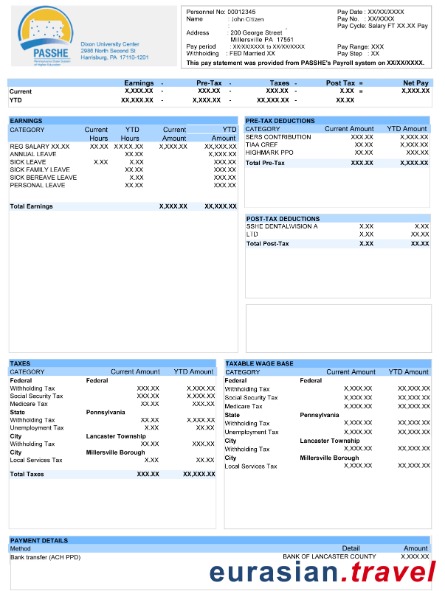 PASSHE
Dixon University Center
2986 North Second St
Harrisburg, PA 17110-1201
Personnel No: 00012345
Name : John Citizen
Address : 200 George Street
Millersville PA 17561
Pay period : XX/XX/XXXX to XX/XX/XXXX
Withholding : FED Married XX
Pay Date : XX/XX/XXXX
Pay No. : XX/XXXX
Pay Cycle: Salary FT XX.XX Pay
Pay Range: XXX
Pay Step : XX
This pay statement was provided from PASSHE's Payroll system on XX/XX/XXXX.
Earnings - Pre-Tax - Taxes - Post Tax = Net Pay
Current X,XXX.XX - XXX.XX - XXX.XX - X.XX = X,XXX.XX
YTD XX,XXX.XX - X,XXX.XX - XX,XXX.XX - XX.XX
EARNINGS
CATEGORY Current Hours YTD Hours Current Amount YTD Amount
REG SALARY XX.XX XX.XX XXXX.XX X,XXX.XX XX,XXX.XX
ANNUAL LEAVE XX.XX X,XXX.XX
SICK LEAVE X.XX XX.XX XXX.XX
SICK FAMILY LEAVE XX.XX XXX.XX
SICK BEREAVE LEAVE XX.XX XXX.XX
PERSONAL LEAVE XX.XX XXX.XX
Total Earnings X,XXX.XX XX,XXX.XX
PRE-TAX DEDUCTIONS
CATEGORY Current Amount YTD Amount
SERS CONTRIBUTION XXX.XX X,XXX.XX
TIAA CREF XX.XX XXX.XX
HIGHMARK PPO XX.XX XXX.XX
Total Pre-Tax XXX.XX X,XXX.XX
POST-TAX DEDUCTIONS
SSHE DENTAL\VISION A X.XX X.XX
LTD X.XX XX.XX
Total Post-Tax X.XX XX.XX
TAXES
CATEGORY Current Amount YTD Amount
Federal Federal
Withholding Tax XXX.XX X,XXX.XX
Social Security Tax XXX.XX X,XXX.XX
Medicare Tax XX.XX XXX.XX
State Pennsylvania
Withholding Tax XX.XX X,XXX.XX
Unemployment Tax X.XX XX.XX
City Lancaster Township
Withholding Tax XX.XX XXX.XX
City Millersville Borough
Local Services Tax X.XX XX.XX
Total Taxes XXX.XX XX,XXX.XX
TAXABLE WAGE BASE
CATEGORY Current Amount YTD Amount
Federal Federal
Withholding Tax X,XXX.XX XX,XXX.XX
Social Security Tax X,XXX.XX XX,XXX.XX
Medicare Tax X,XXX.XX XX,XXX.XX
State Pennsylvania
Withholding Tax X,XXX.XX XX,XXX.XX
Unemployment Tax X,XXX.XX XX,XXX.XX
City Lancaster Township
Withholding Tax X,XXX.XX XX,XXX.XX
City Millersville Borough
Local Services Tax X,XXX.XX XX,XXX.XX
PAYMENT DETAILS
Method Detail Amount
Bank transfer (ACH PPD) BANK OF LANCASTER COUNTY X,XXX.XX
eurasian.travel